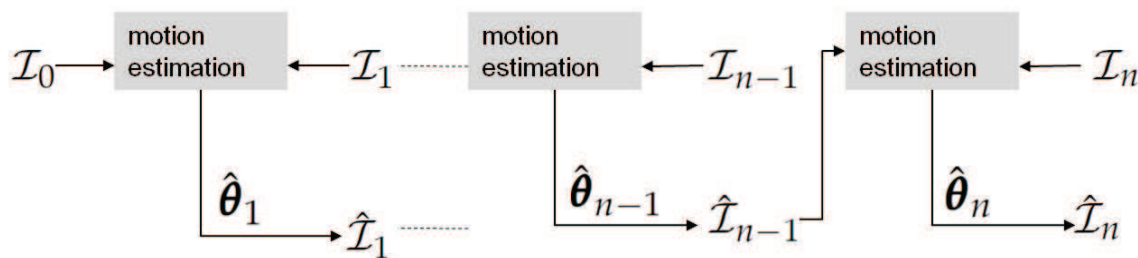 motion estimation
motion estimation
motion estimation
𝓘₀ 𝓘₁ 𝓘ₙ₋₁ 𝓘ₙ
𝛉̂₁ 𝛉̂ₙ₋₁ 𝛉̂ₙ
𝓘̂₁ 𝓘̂ₙ₋₁ 𝓘̂ₙ